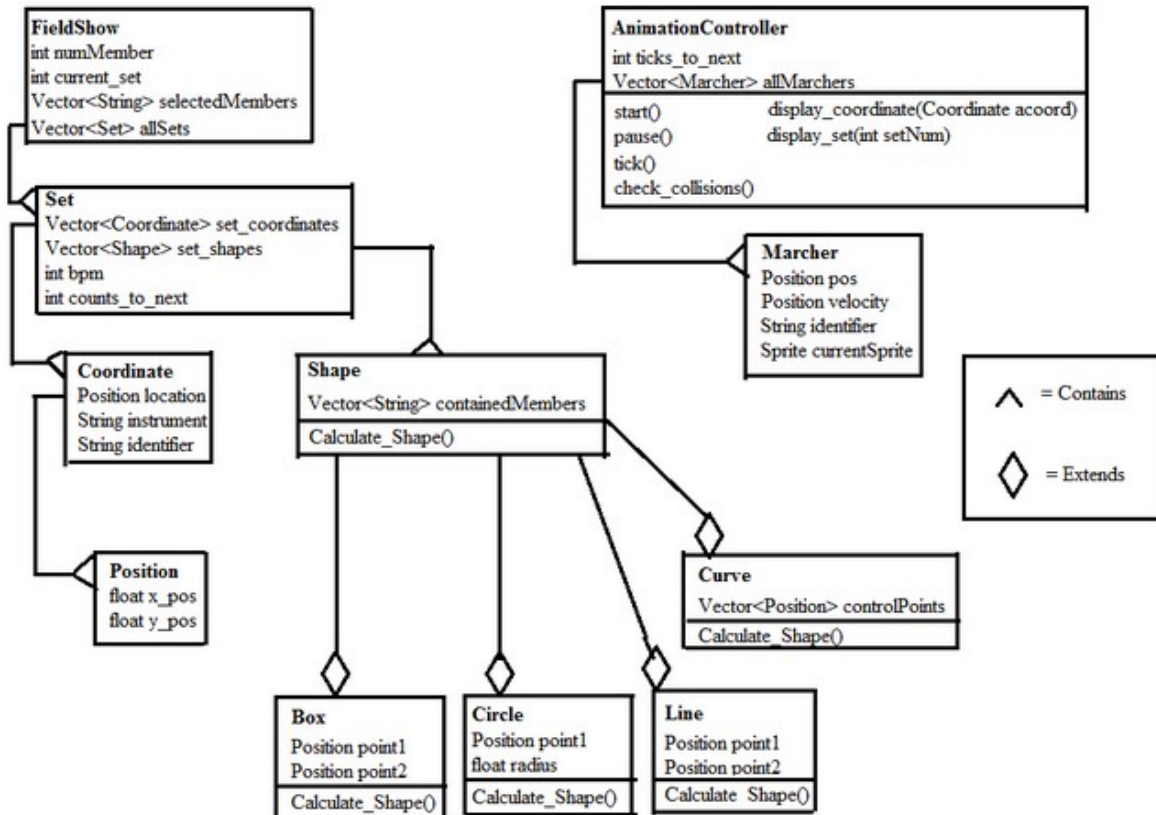 FieldShow
int numMember
int current_set
Vector<String> selectedMembers
Vector<Set> allSets
AnimationController
int ticks_to_next
Vector<Marcher> allMarchers
start() display_coordinate(Coordinate acoord)
pause() display_set(int setNum)
tick()
check_collisions()
Set
Vector<Coordinate> set_coordinates
Vector<Shape> set_shapes
int bpm
int counts_to_next
Marcher
Position pos
Position velocity
String identifier
Sprite currentSprite
Coordinate
Position location
String instrument
String identifier
Shape
Vector<String> containedMembers
Calculate_Shape()
= Contains
= Extends
Position
float x_pos
float y_pos
Curve
Vector<Position> controlPoints
Calculate_Shape()
Box
Position point1
Position point2
Calculate_Shape()
Circle
Position point1
float radius
Calculate_Shape()
Line
Position point1
Position point2
Calculate_Shape()